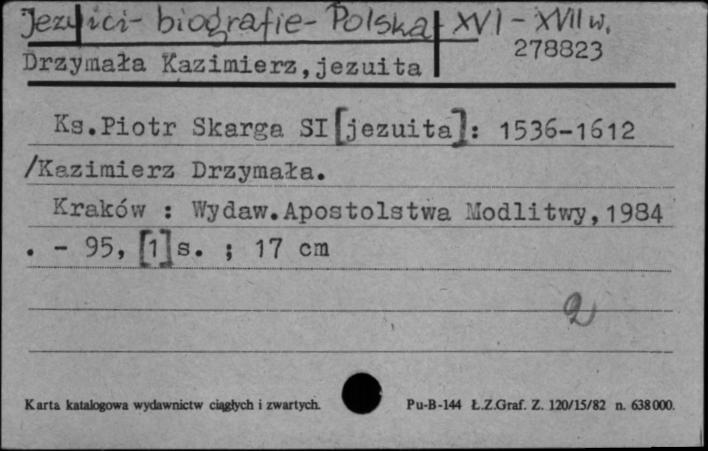 Jezuici - biografie - Polska - XVI - XVII w.
278823
Drzymała Kazimierz,jezuita
Ks.Piotr Skarga SI[jezuita]: 1536-1612
/Kazimierz Drzymała.
Kraków : Wydaw.Apostolstwa Modlitwy,1984
. - 95, [1]s. ; 17 cm
2
Karta katalogowa wydawnictw ciągłych i zwartych.
Pu-B-144 Ł.Z.Graf. Z. 120/15/82 n. 638000.